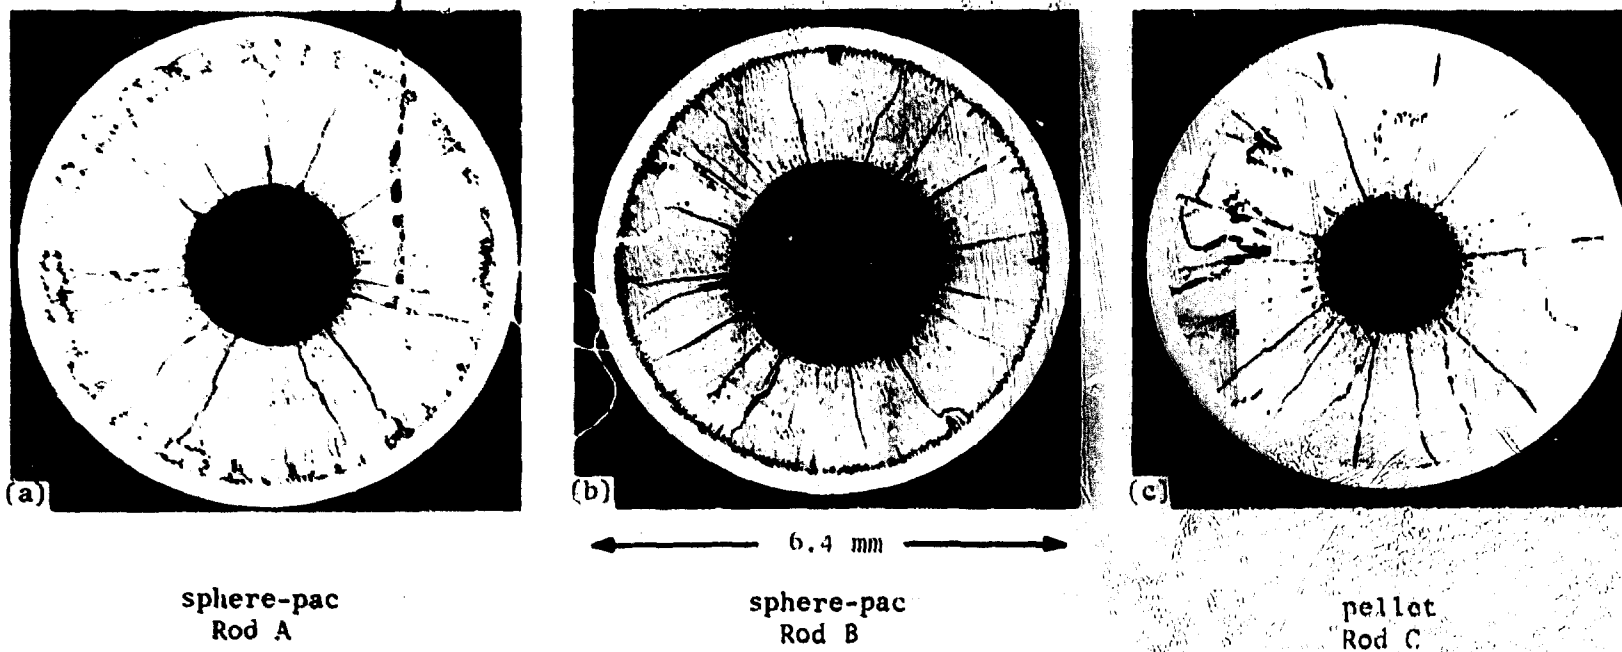 (a)
(b)
(c)
6.4 mm
sphere-pac
Rod A
sphere-pac
Rod B
pellet
Rod C